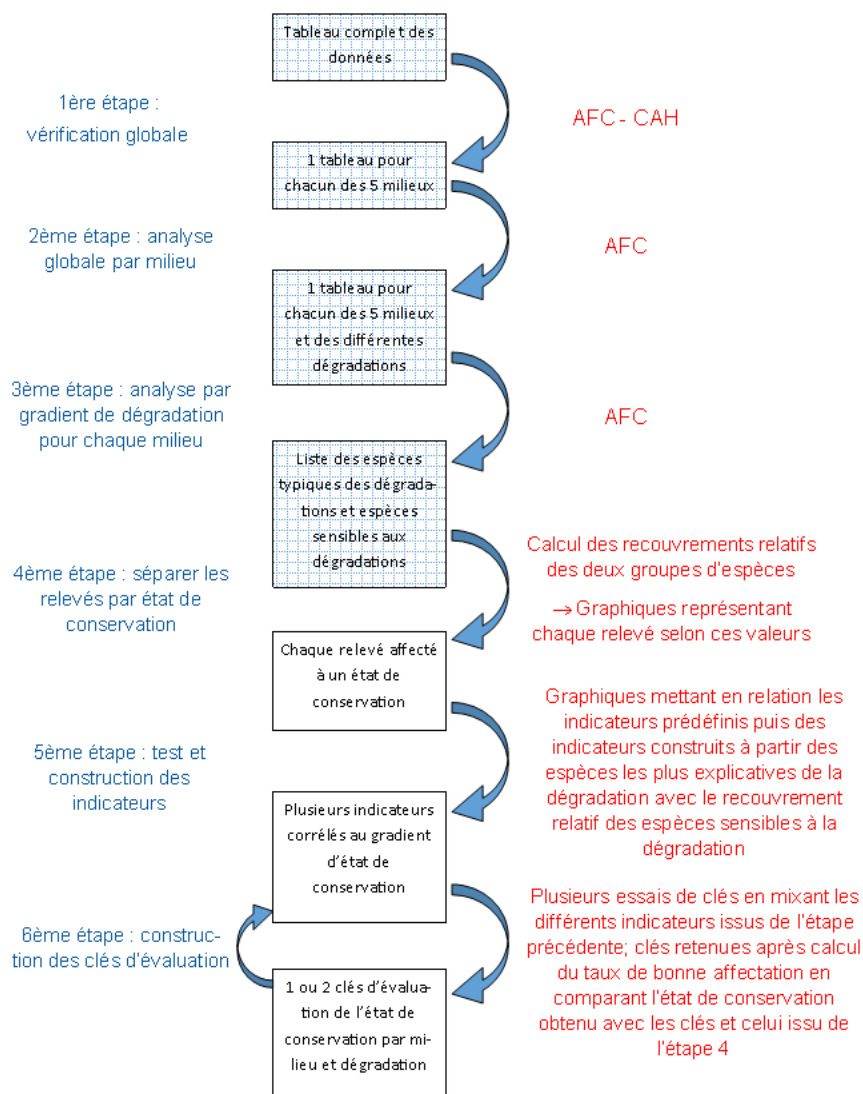 Tableau complet des
données
1ère étape :
vérification globale
AFC - CAH
1 tableau pour
chacun des 5 milieux
2ème étape : analyse
globale par milieu
AFC
1 tableau pour
chacun des 5 milieux
et des différentes
dégradations
3ème étape : analyse par
gradient de dégradation
pour chaque milieu
AFC
Liste des espèces
typiques des dégrada-
tions et espèces
sensibles aux
dégradations
4ème étape : séparer les
relevés par état de
conservation
Calcul des recouvrements relatifs
des deux groupes d'espèces
→ Graphiques représentant
chaque relevé selon ces valeurs
Chaque relevé affecté
à un état de
conservation
5ème étape : test et
construction des
indicateurs
Graphiques mettant en relation les
indicateurs prédéfinis puis des
indicateurs construits à partir des
espèces les plus explicatives de la
dégradation avec le recouvrement
relatif des espèces sensibles à la
dégradation
Plusieurs indicateurs
corrélés au gradient
d'état de
conservation
6ème étape : construc-
tion des clés d'évaluation
Plusieurs essais de clés en mixant les
différents indicateurs issus de l'étape
précédente; clés retenues après calcul
du taux de bonne affectation en
comparant l'état de conservation
obtenu avec les clés et celui issu de
l'étape 4
1 ou 2 clés d'évalua-
tion de l'état de
conservation par mi-
lieu et dégradation